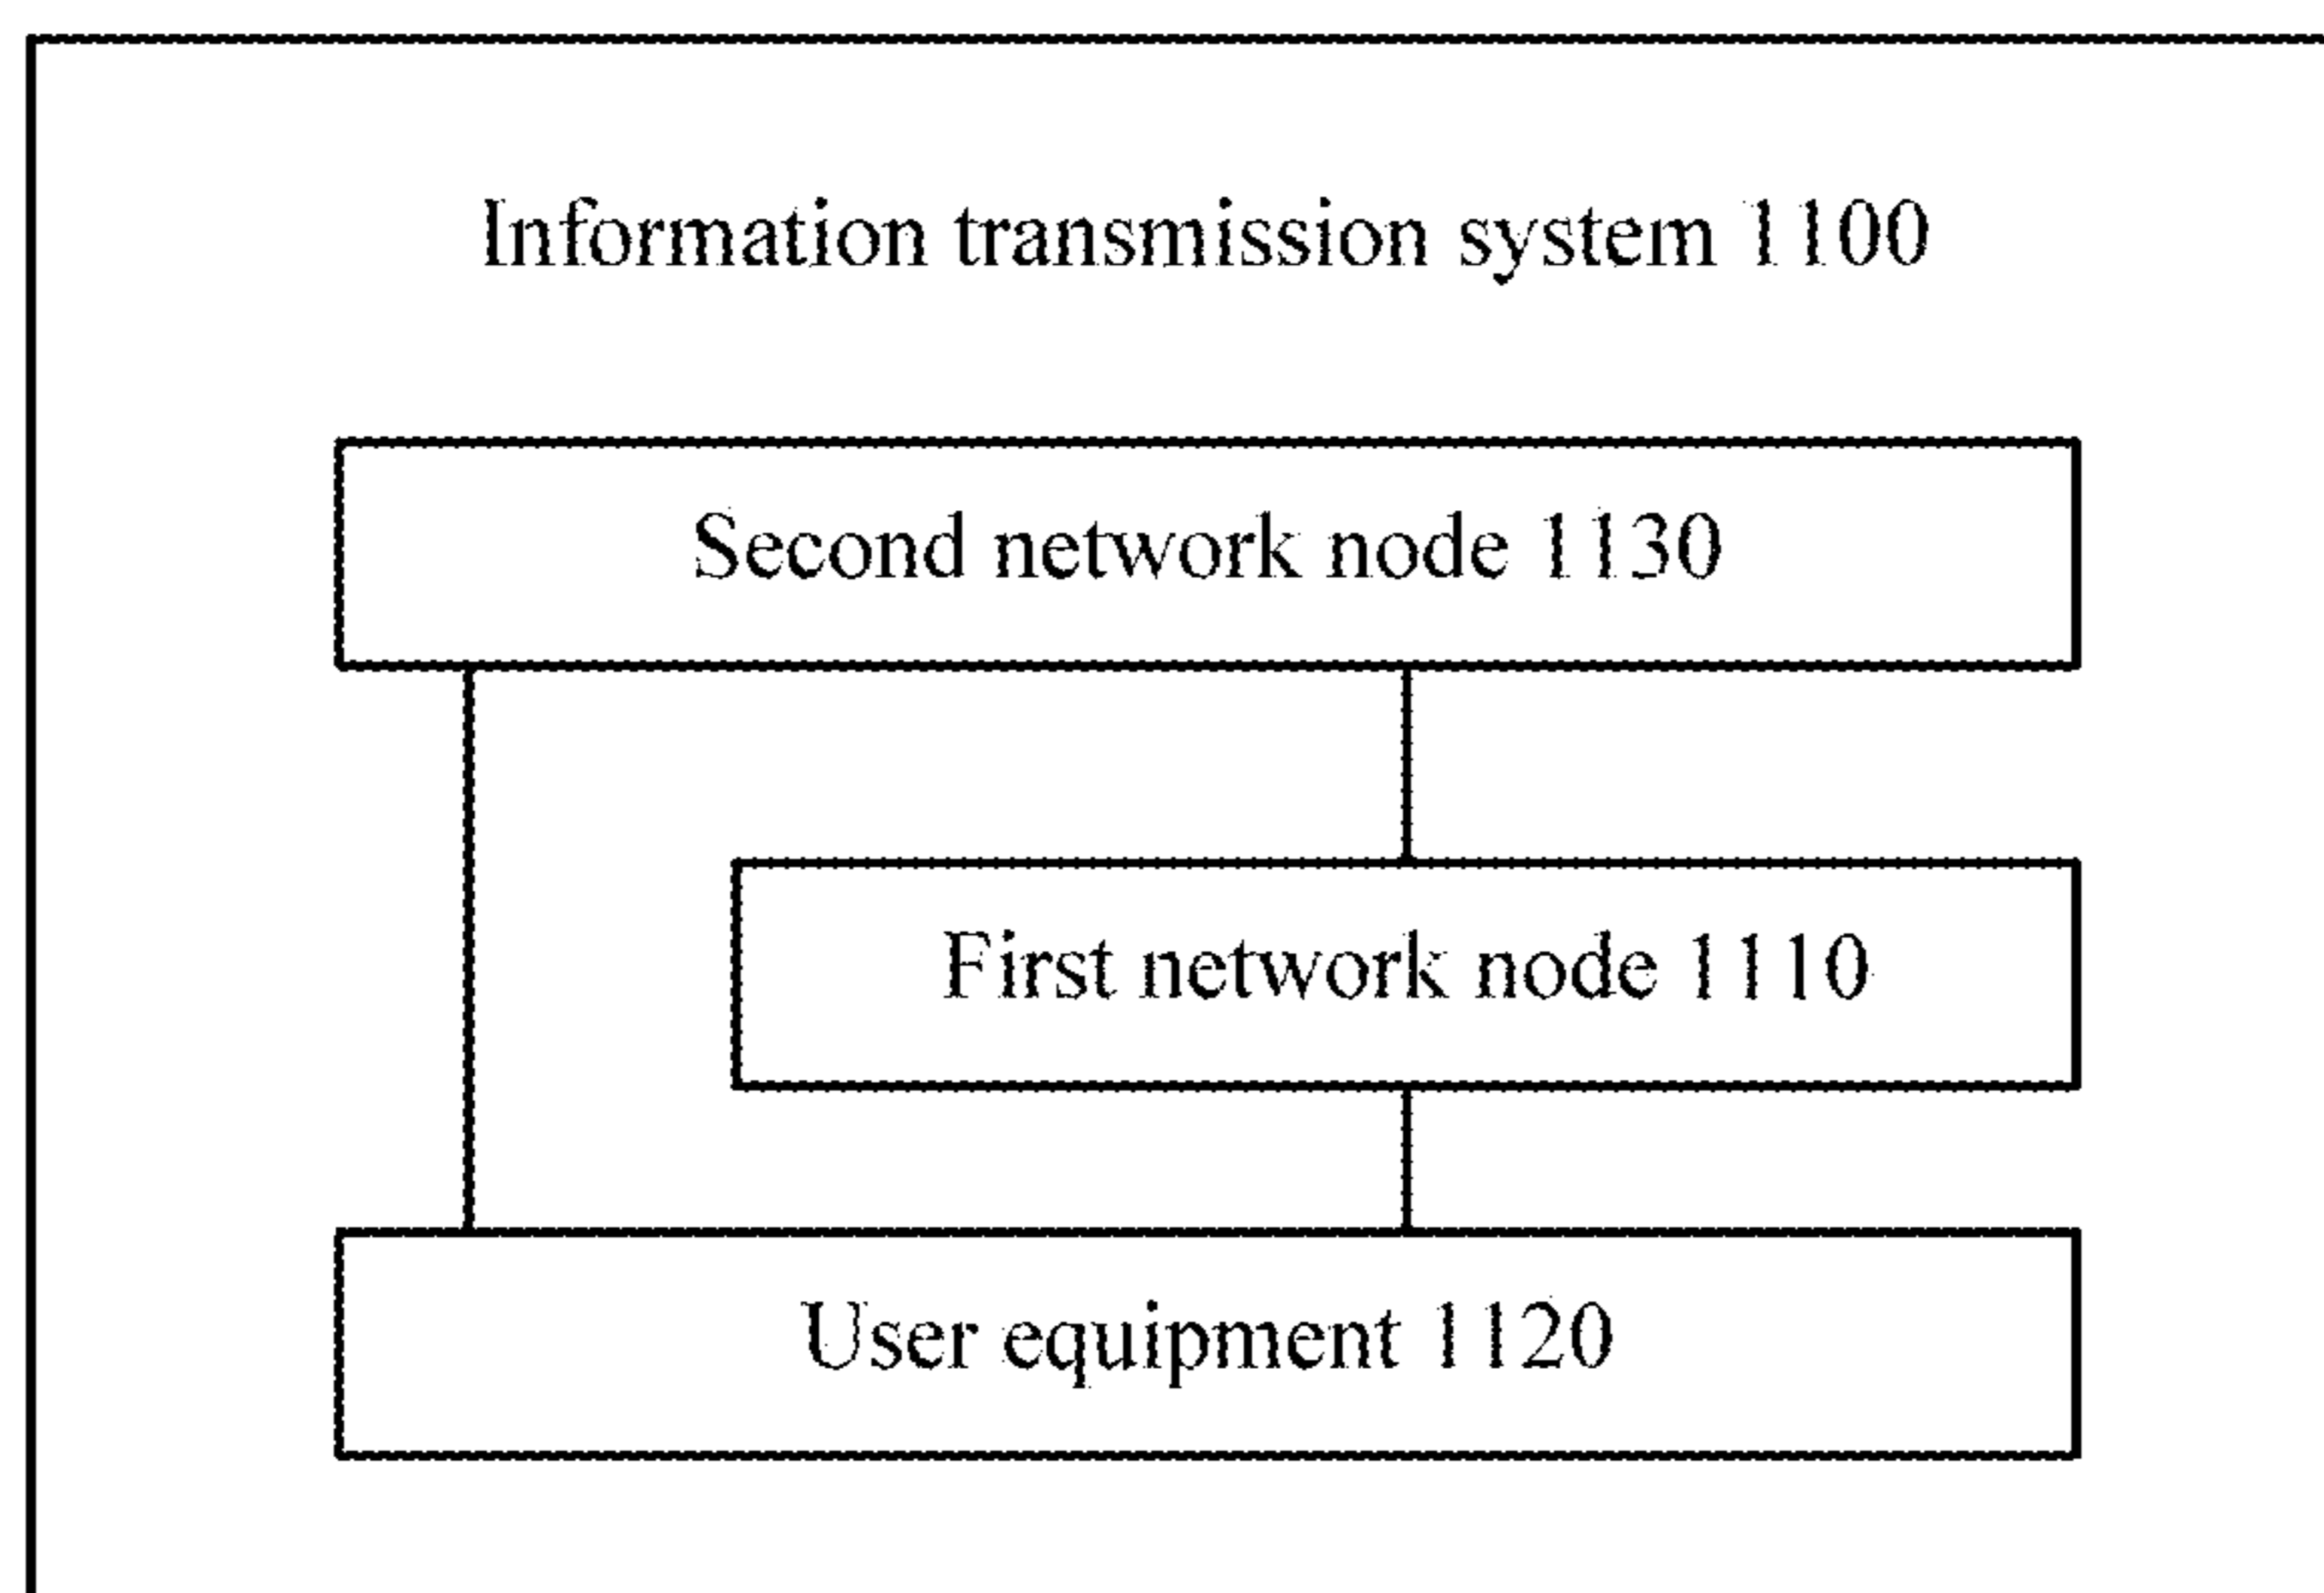 Information transmission system 1100
Second network node 1130
First network node 1110
User equipment 1120